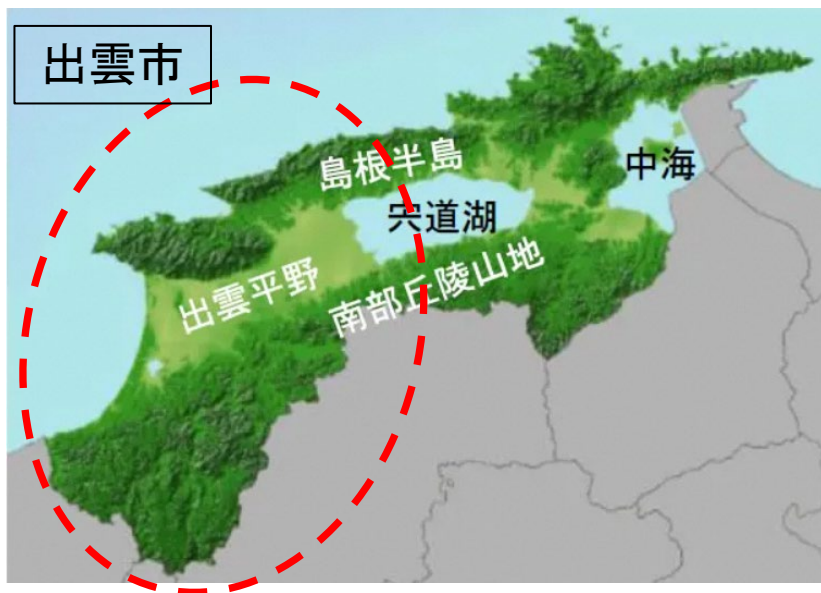 出雲市
島根半島
中海
宍道湖
出雲平野
南部丘陵山地